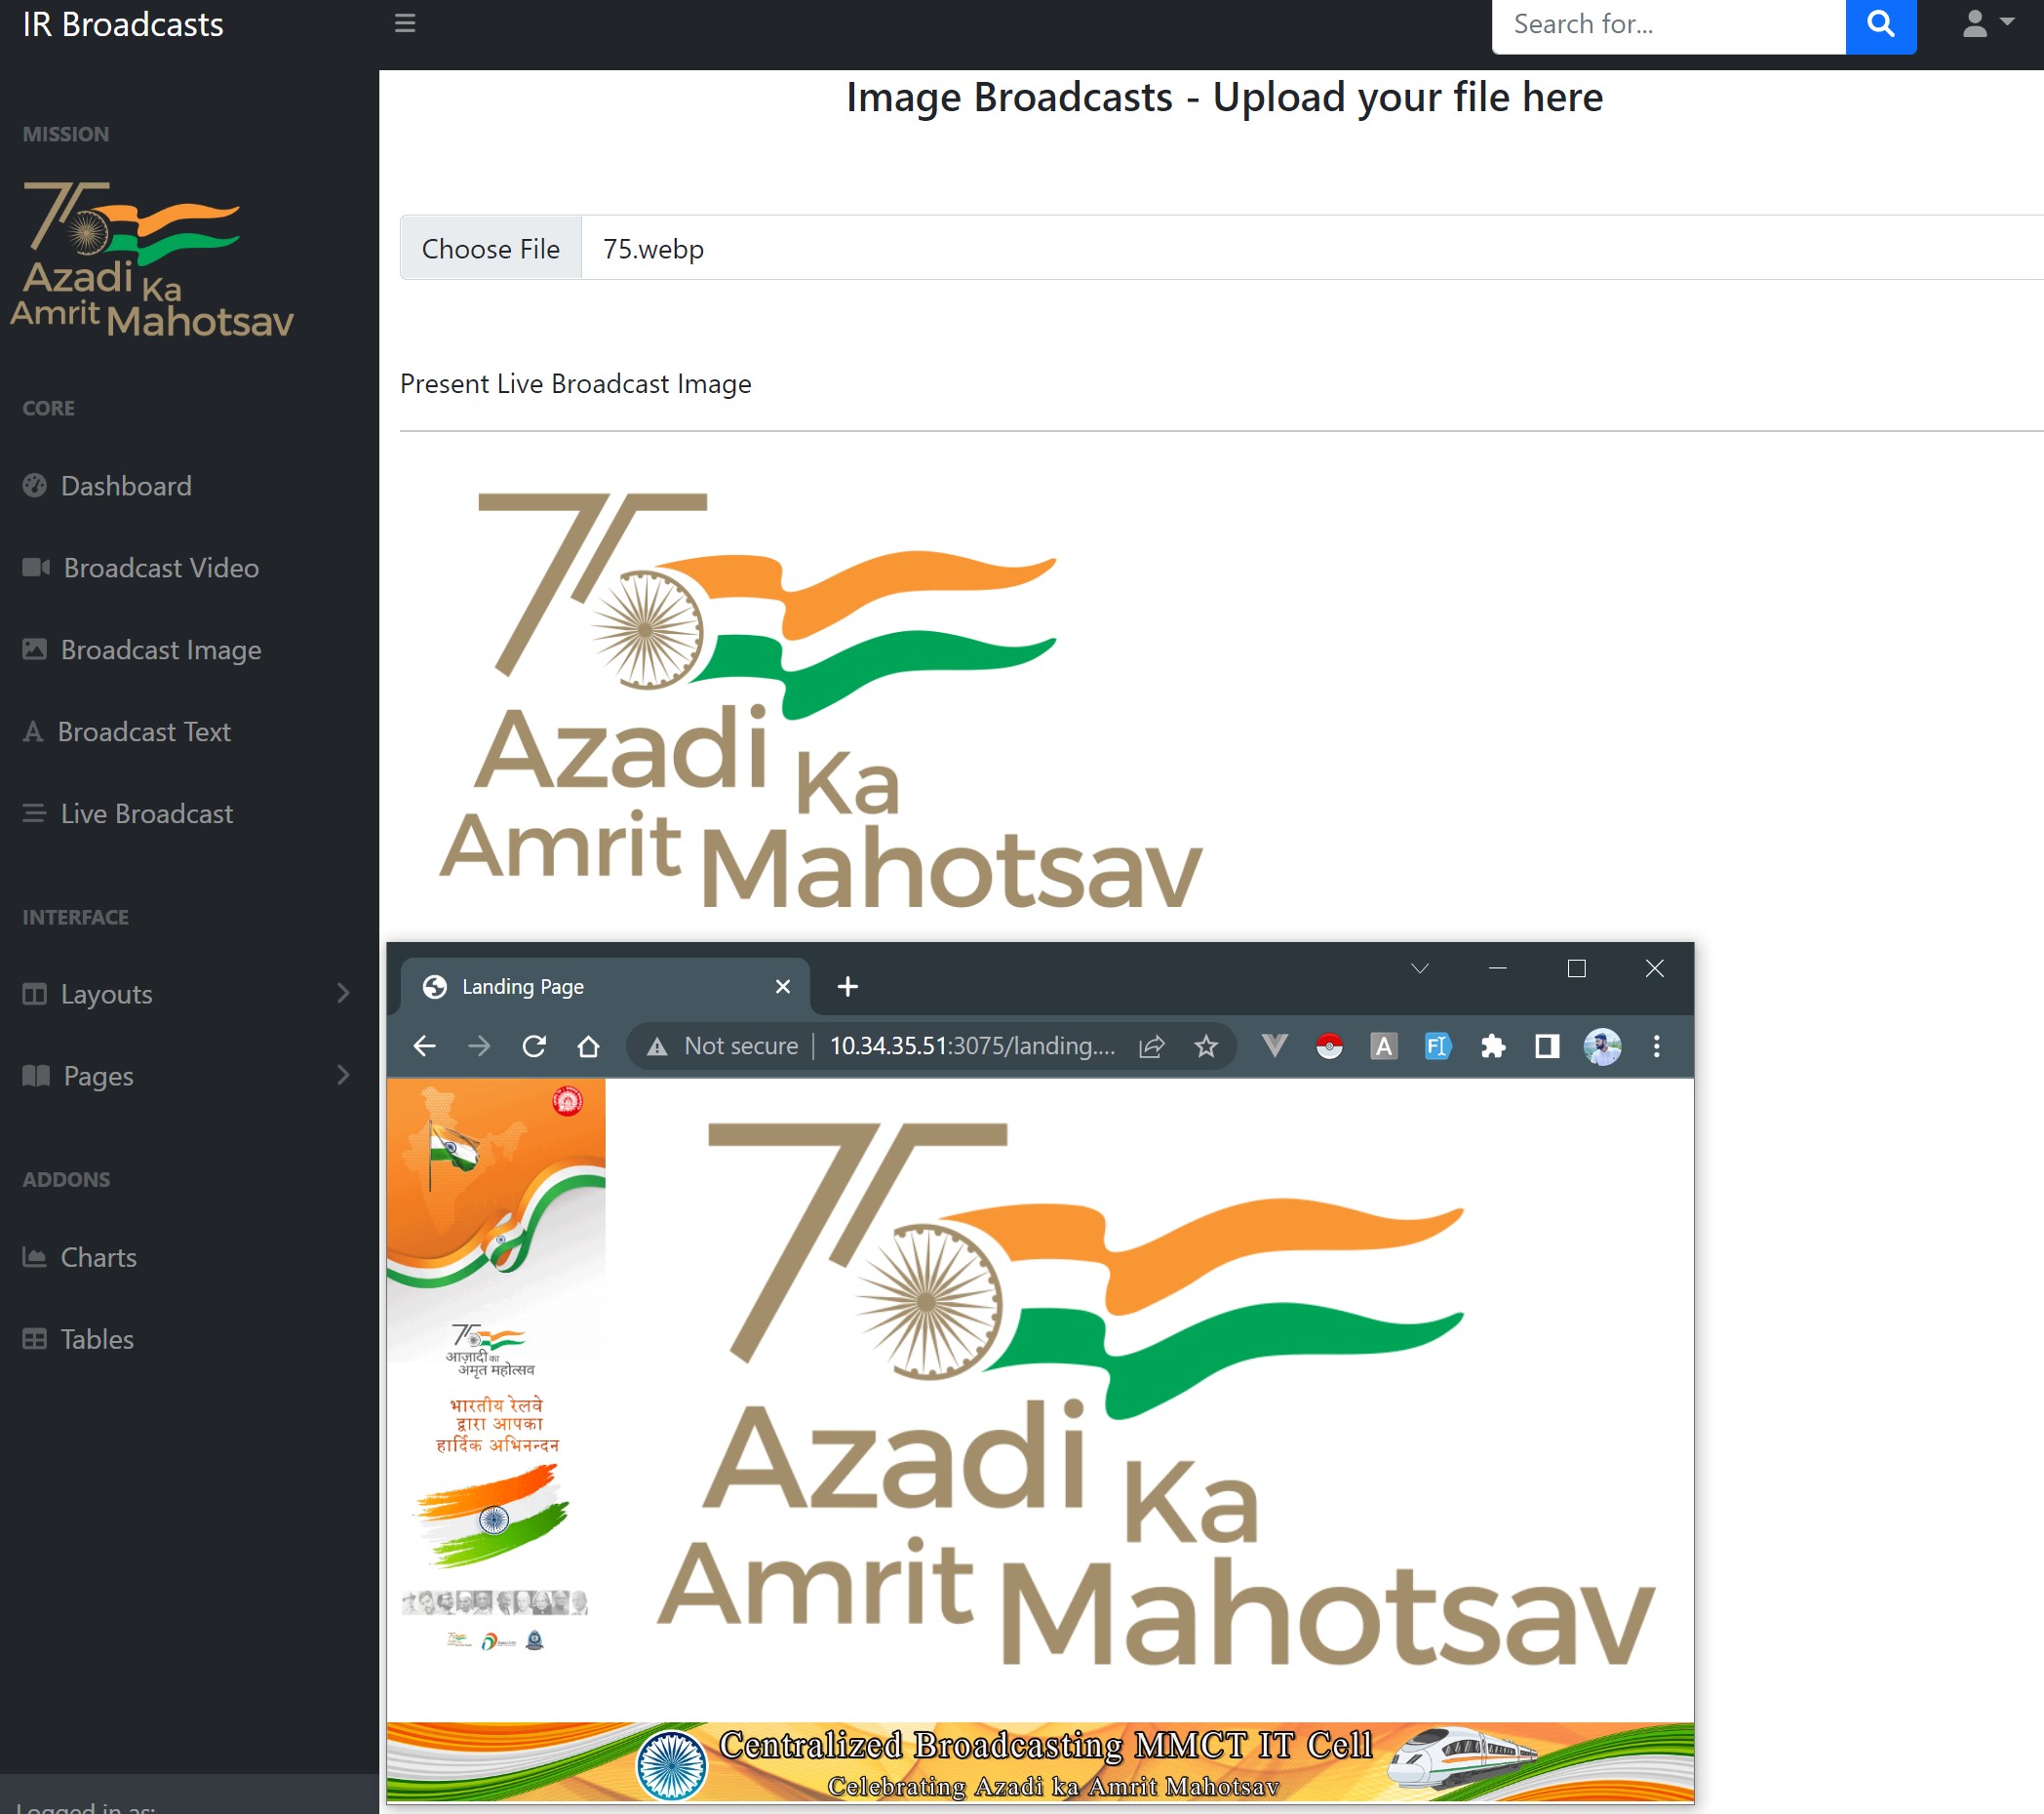 IR Broadcasts
Search for...
MISSION
75
Azadi Ka
Amrit Mahotsav
CORE
Dashboard
Broadcast Video
Broadcast Image
Broadcast Text
Live Broadcast
INTERFACE
Layouts
Pages
ADDONS
Charts
Tables
Logged in as:
Image Broadcasts - Upload your file here
Choose File 75.webp
Present Live Broadcast Image
75
Azadi Ka
Amrit Mahotsav
Landing Page
Not secure 10.34.35.51:3075/landing....
A
75
आज़ादी का
अमृत महोत्सव
भारतीय रेलवे
द्वारा आपका
हार्दिक अभिनन्दन
75
Azadi Ka
Amrit Mahotsav
Centralized Broadcasting MMCT IT Cell
Celebrating Azadi ka Amrit Mahotsav